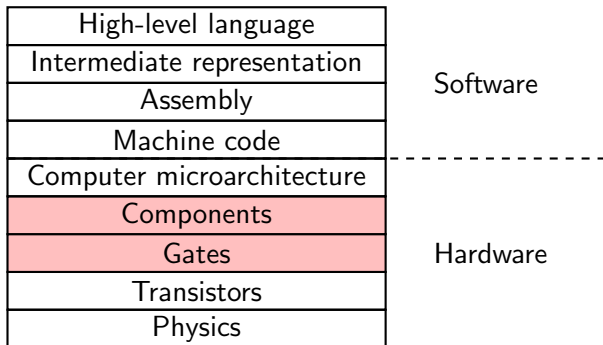 High-level language
Intermediate representation
Assembly
Software
Machine code
Computer microarchitecture
Components
Gates
Hardware
Transistors
Physics